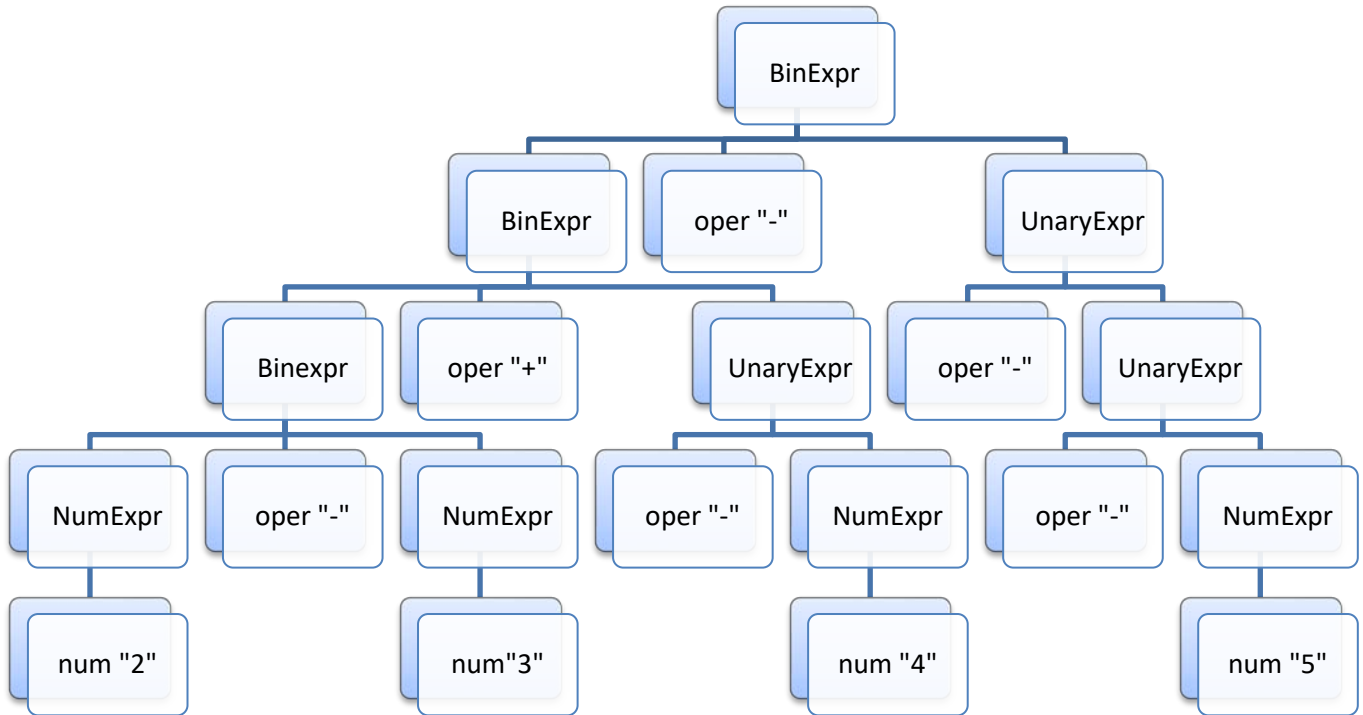 BinExpr
BinExpr
oper "-"
UnaryExpr
Binexpr
oper "+"
UnaryExpr
oper "-"
UnaryExpr
NumExpr
oper "-"
NumExpr
oper "-"
NumExpr
oper "-"
NumExpr
num "2"
num"3"
num "4"
num "5"